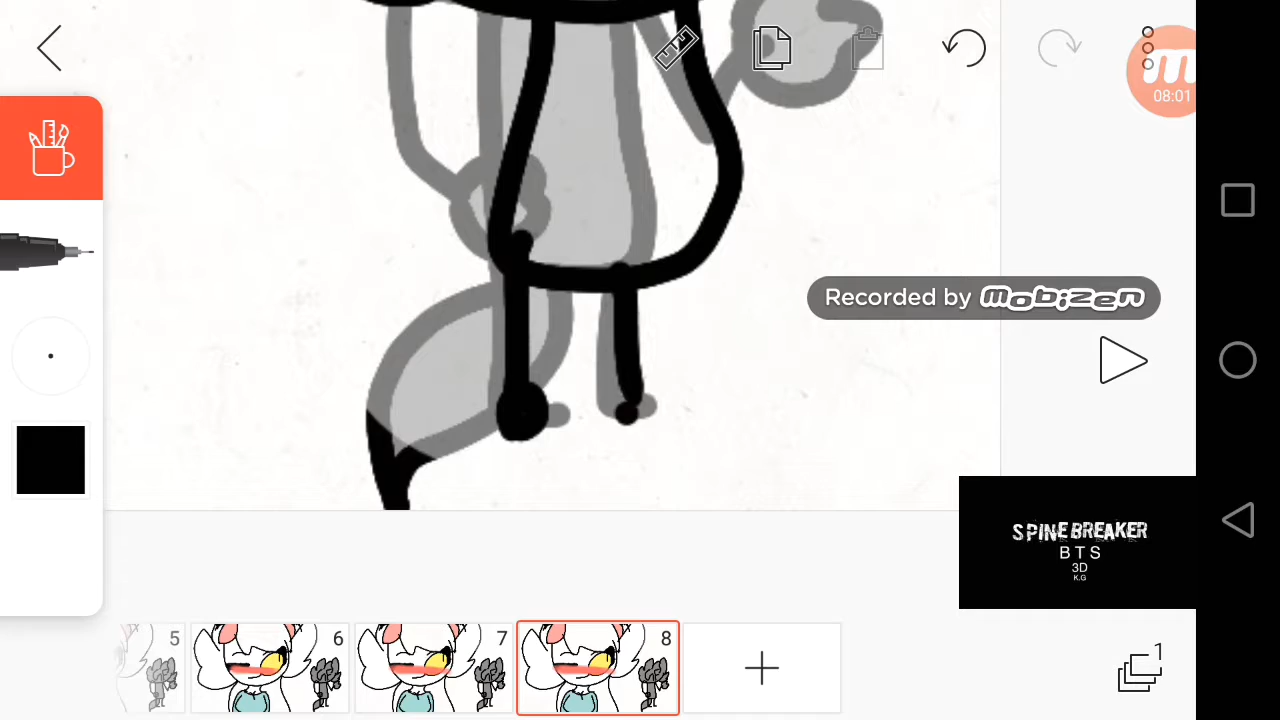 08:01
Recorded by mobizen
SPINE BREAKER
BTS
3D
K.G
5
6
7
8
1